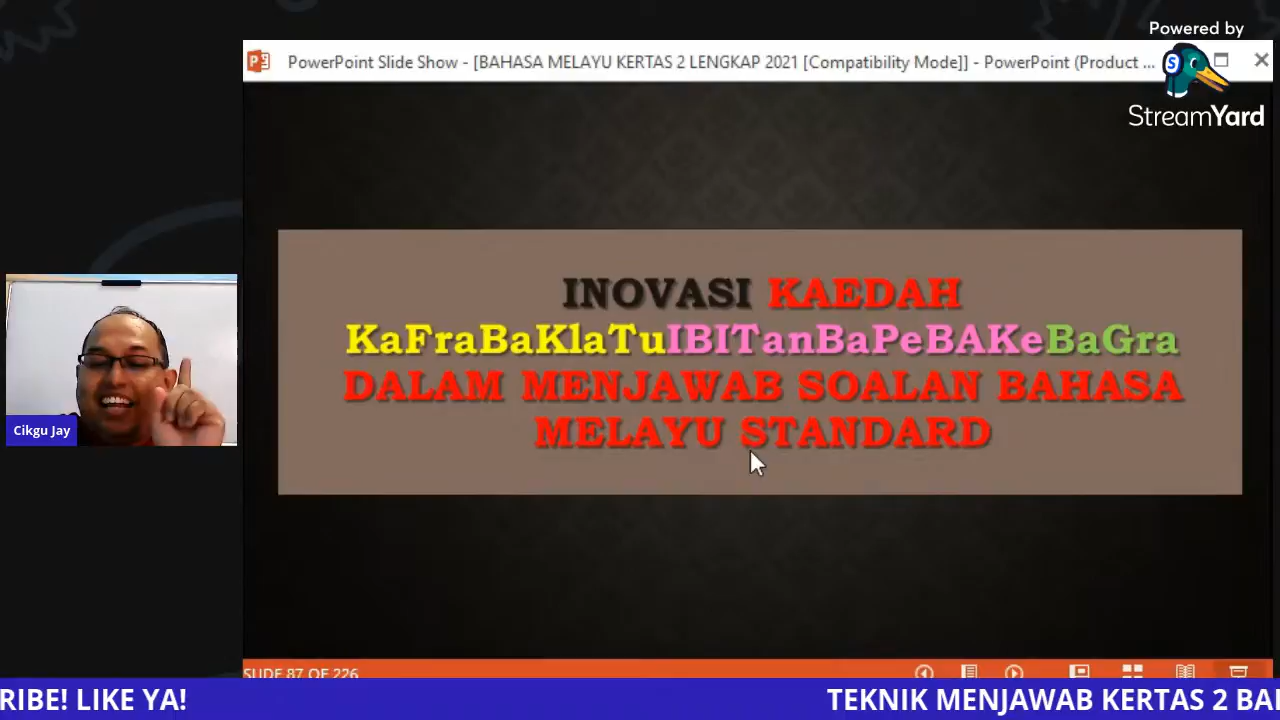 Powered by
PowerPoint Slide Show - [BAHASA MELAYU KERTAS 2 LENGKAP 2021 [Compatibility Mode]] - PowerPoint (Product ...
StreamYard
INOVASI KAEDAH
KaFraBaKlaTuIBITanBaPeBAKeBaGra
DALAM MENJAWAB SOALAN BAHASA
MELAYU STANDARD
Cikgu Jay
SLIDE 87 OF 226
RIBE! LIKE YA!
TEKNIK MENJAWAB KERTAS 2 BA